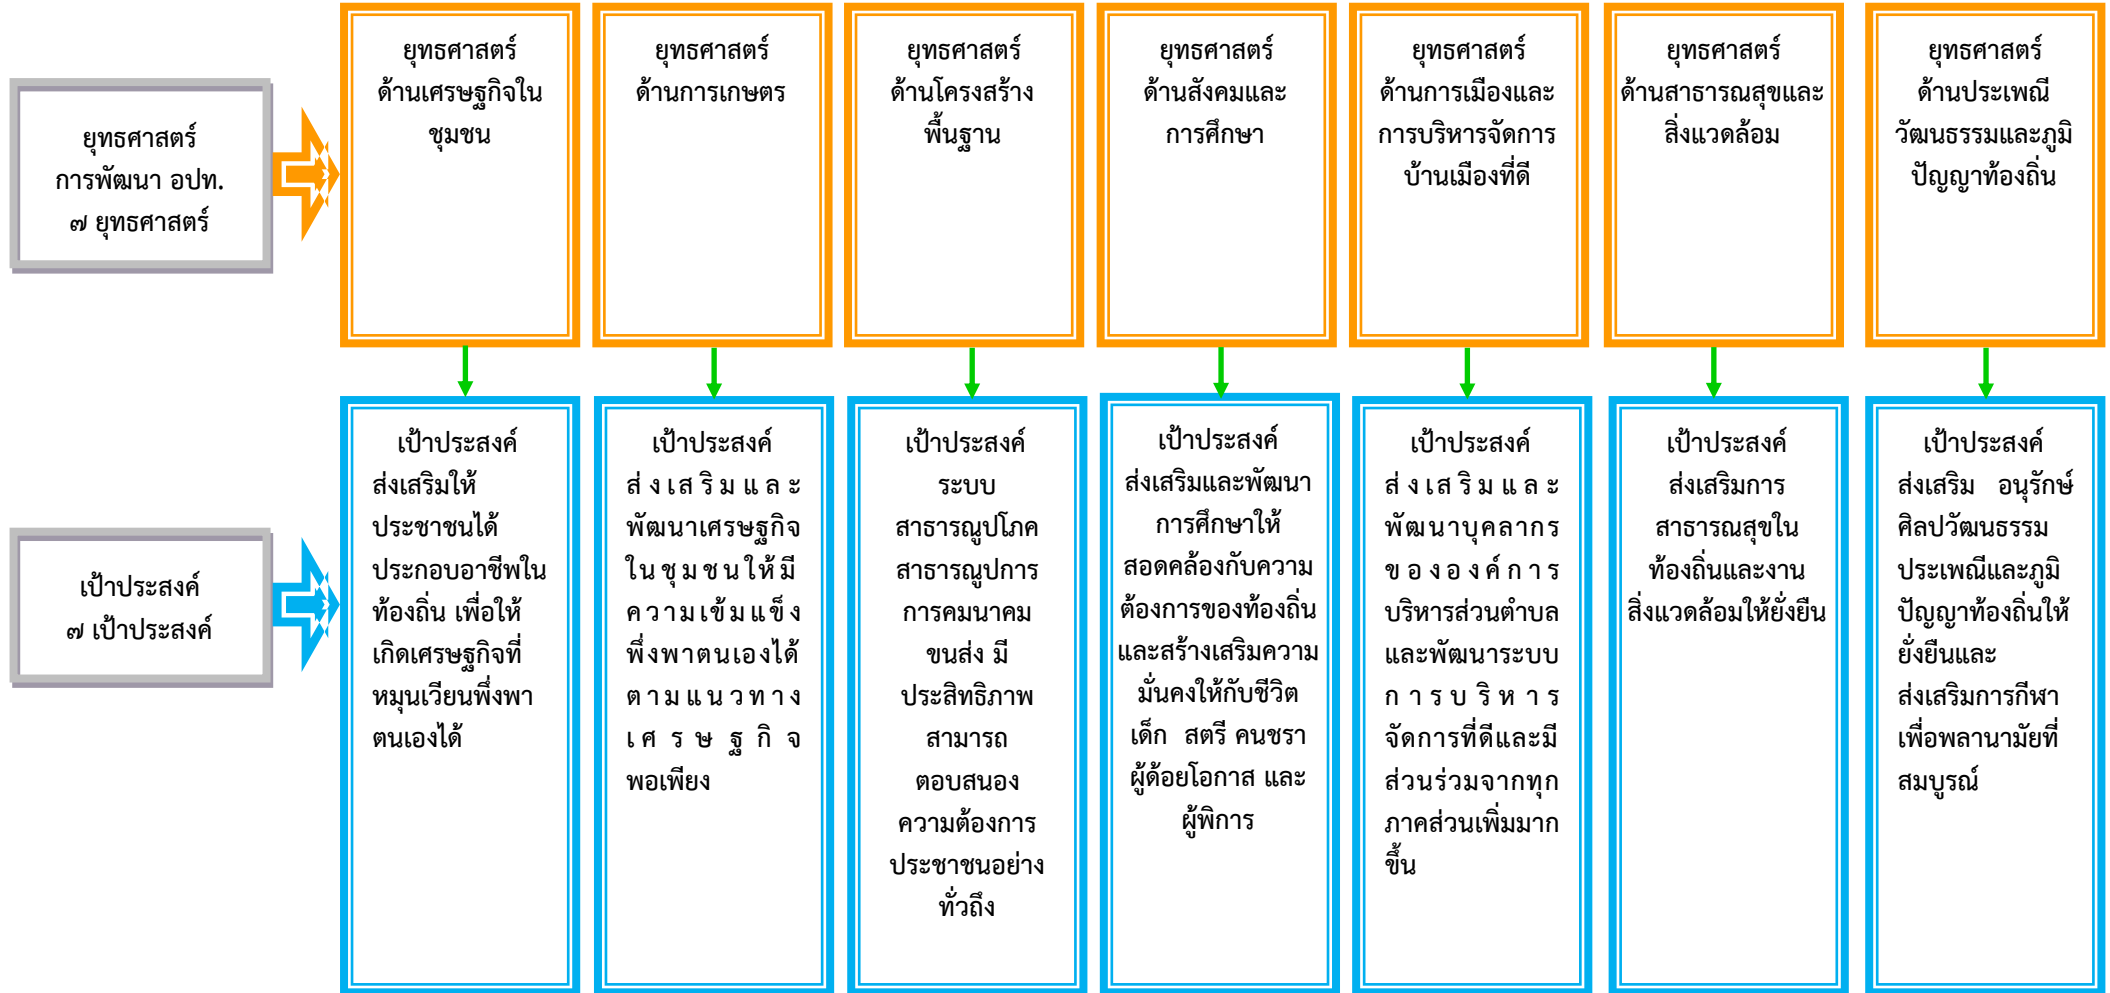 ยุทธศาสตร์
การพัฒนา อปท.
๗ ยุทธศาสตร์
ยุทธศาสตร์
ด้านเศรษฐกิจใน
ชุมชน
ยุทธศาสตร์
ด้านการเกษตร
ยุทธศาสตร์
ด้านโครงสร้าง
พื้นฐาน
ยุทธศาสตร์
ด้านสังคมและ
การศึกษา
ยุทธศาสตร์
ด้านการเมืองและ
การบริหารจัดการ
บ้านเมืองที่ดี
ยุทธศาสตร์
ด้านสาธารณสุขและ
สิ่งแวดล้อม
ยุทธศาสตร์
ด้านประเพณี
วัฒนธรรมและภูมิ
ปัญญาท้องถิ่น
เป้าประสงค์
๗ เป้าประสงค์
เป้าประสงค์
ส่งเสริมให้
ประชาชนได้
ประกอบอาชีพใน
ท้องถิ่น เพื่อให้
เกิดเศรษฐกิจที่
หมุนเวียนพึ่งพา
ตนเองได้
เป้าประสงค์
ส่งเสริมและ
พัฒนาเศรษฐกิจ
ในชุมชนให้มี
ความเข้มแข็ง
พึ่งพาตนเองได้
ตามแนวทาง
เศรษฐกิจ
พอเพียง
เป้าประสงค์
ระบบ
สาธารณูปโภค
สาธารณูปการ
การคมนาคม
ขนส่ง มี
ประสิทธิภาพ
สามารถ
ตอบสนอง
ความต้องการ
ประชาชนอย่าง
ทั่วถึง
เป้าประสงค์
ส่งเสริมและพัฒนา
การศึกษาให้
สอดคล้องกับความ
ต้องการของท้องถิ่น
และสร้างเสริมความ
มั่นคงให้กับชีวิต
เด็ก สตรี คนชรา
ผู้ด้อยโอกาส และ
ผู้พิการ
เป้าประสงค์
ส่งเสริมและ
พัฒนาบุคลากร
ขององค์การ
บริหารส่วนตำบล
และพัฒนาระบบ
การบริหาร
จัดการที่ดีและมี
ส่วนร่วมจากทุก
ภาคส่วนเพิ่มมาก
ขึ้น
เป้าประสงค์
ส่งเสริมการ
สาธารณสุขใน
ท้องถิ่นและงาน
สิ่งแวดล้อมให้ยั่งยืน
เป้าประสงค์
ส่งเสริม อนุรักษ์
ศิลปวัฒนธรรม
ประเพณีและภูมิ
ปัญญาท้องถิ่นให้
ยั่งยืนและ
ส่งเสริมการกีฬา
เพื่อพลานามัยที่
สมบูรณ์